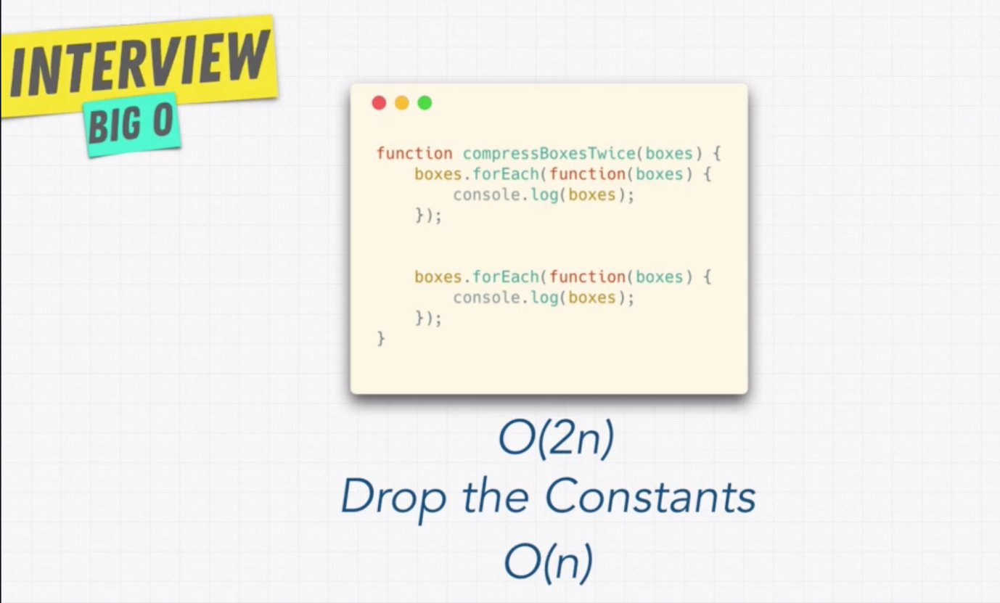 INTERVIEW
BIG O
function compressBoxesTwice(boxes) {
    boxes.forEach(function(boxes) {
        console.log(boxes);
    });
    boxes.forEach(function(boxes) {
        console.log(boxes);
    });
}
O(2n)
Drop the Constants
O(n)